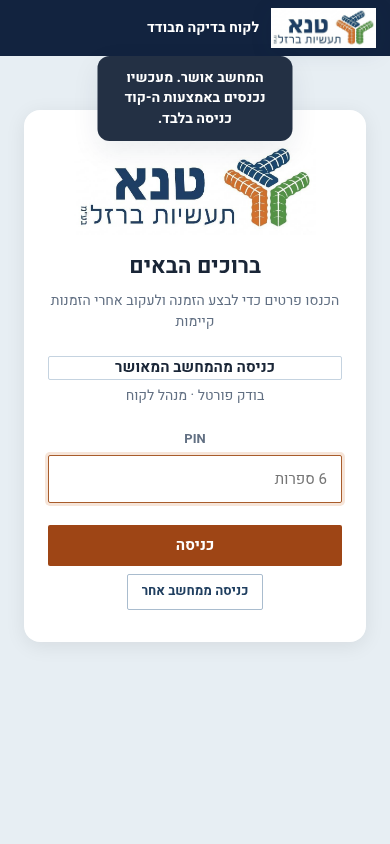 טנא
תעשיות ברזל
בע"מ
לקוח בדיקה מבודד
המחשב אושר. מעכשיו
נכנסים באמצעות ה-קוד
כניסה בלבד.
טנא
תעשיות ברזל
בע"מ
ברוכים הבאים
הכנסו פרטים כדי לבצע הזמנה ולעקוב אחרי הזמנות
קיימות
כניסה מהמחשב המאושר
בודק פורטל · מנהל לקוח
PIN
6 ספרות
כניסה
כניסה ממחשב אחר